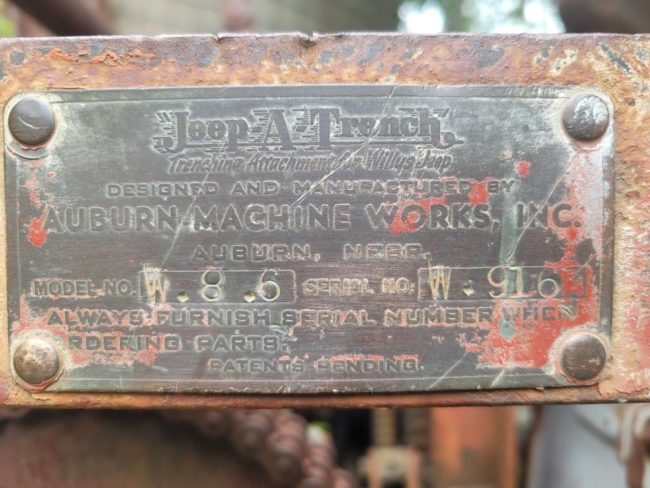 "Jeep-A-Trench"
Trenching Attachment for Willys Jeep
DESIGNED AND MANUFACTURED BY
AUBURN MACHINE WORKS, INC.
AUBURN, NEBR.
MODEL NO. W.8.6 SERIAL NO. W.916
ALWAYS FURNISH SERIAL NUMBER WHEN
ORDERING PARTS.
PATENTS PENDING.